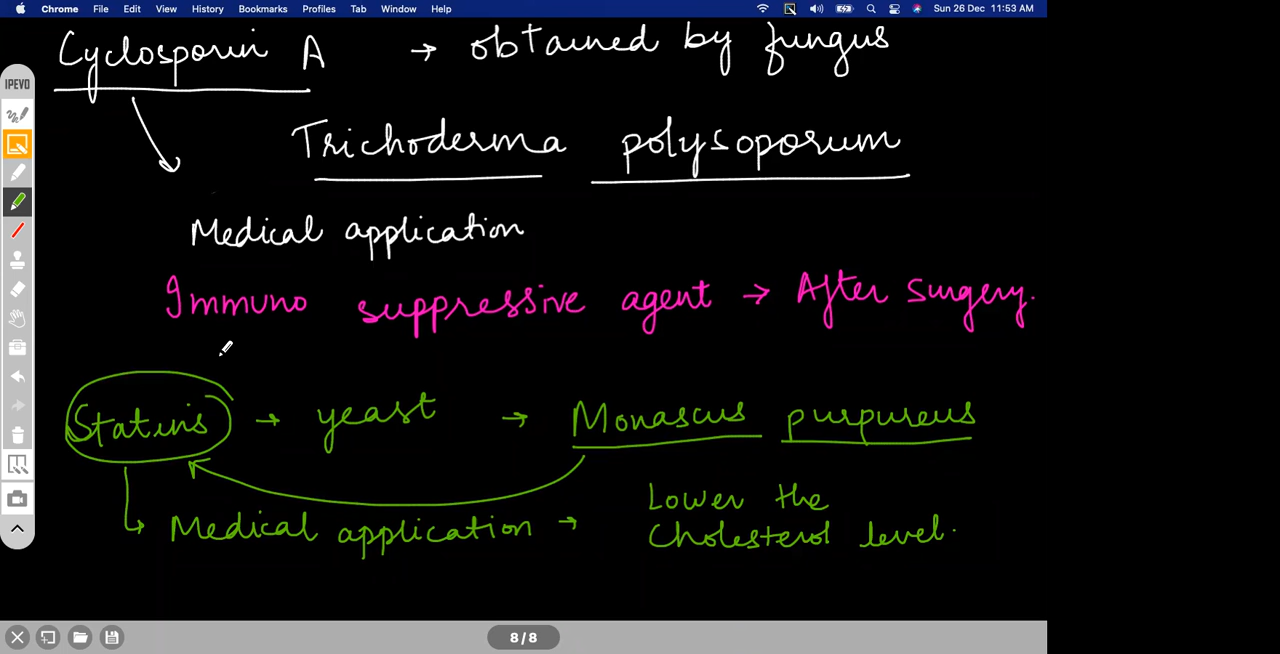 Chrome File Edit View History Bookmarks Profiles Tab Window Help Sun 26 Dec 11:53 AM
Cyclosporin A → obtained by fungus
IPEVO
Trichoderma polysoporum
Medical application
Immuno suppressive agent → After surgery.
Statins → yeast → Monascus purpureus
Medical application → Lower the
Cholesterol level.
8/8